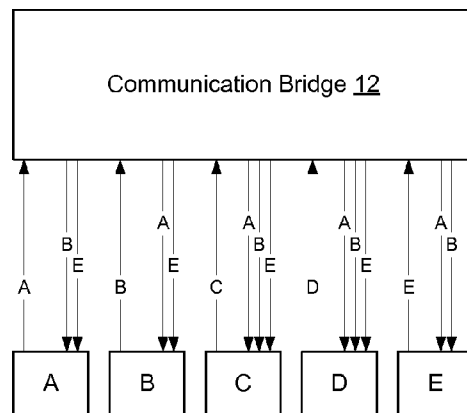 Communication Bridge 12
A A A
B B B B
E E E E
A B C D E
A B C D E